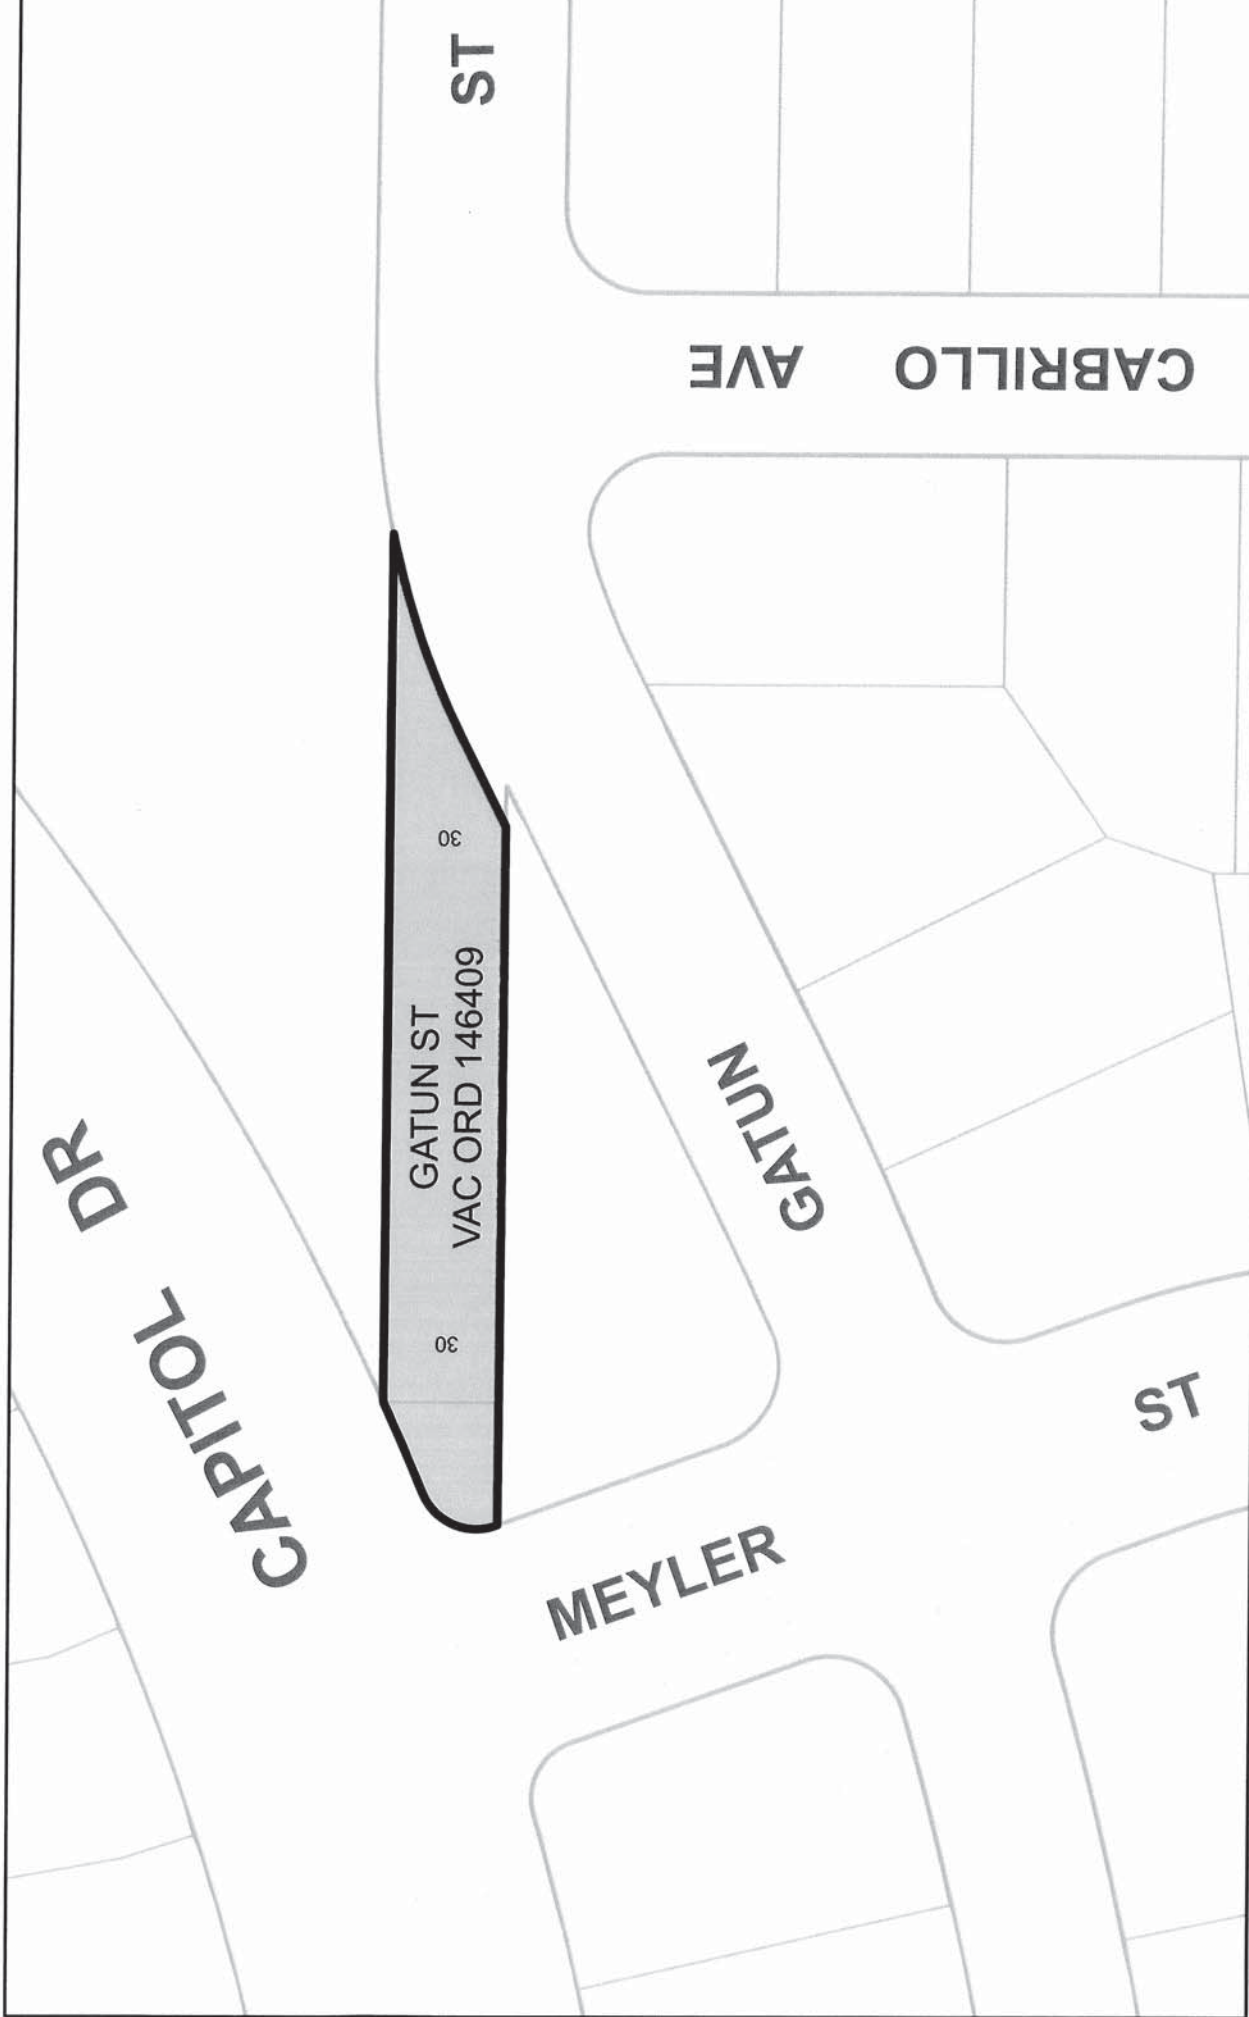 CAPITOL DR
GATUN ST
VAC ORD 146409
30
30
MEYLER ST
GATUN ST
CABRILLO AVE